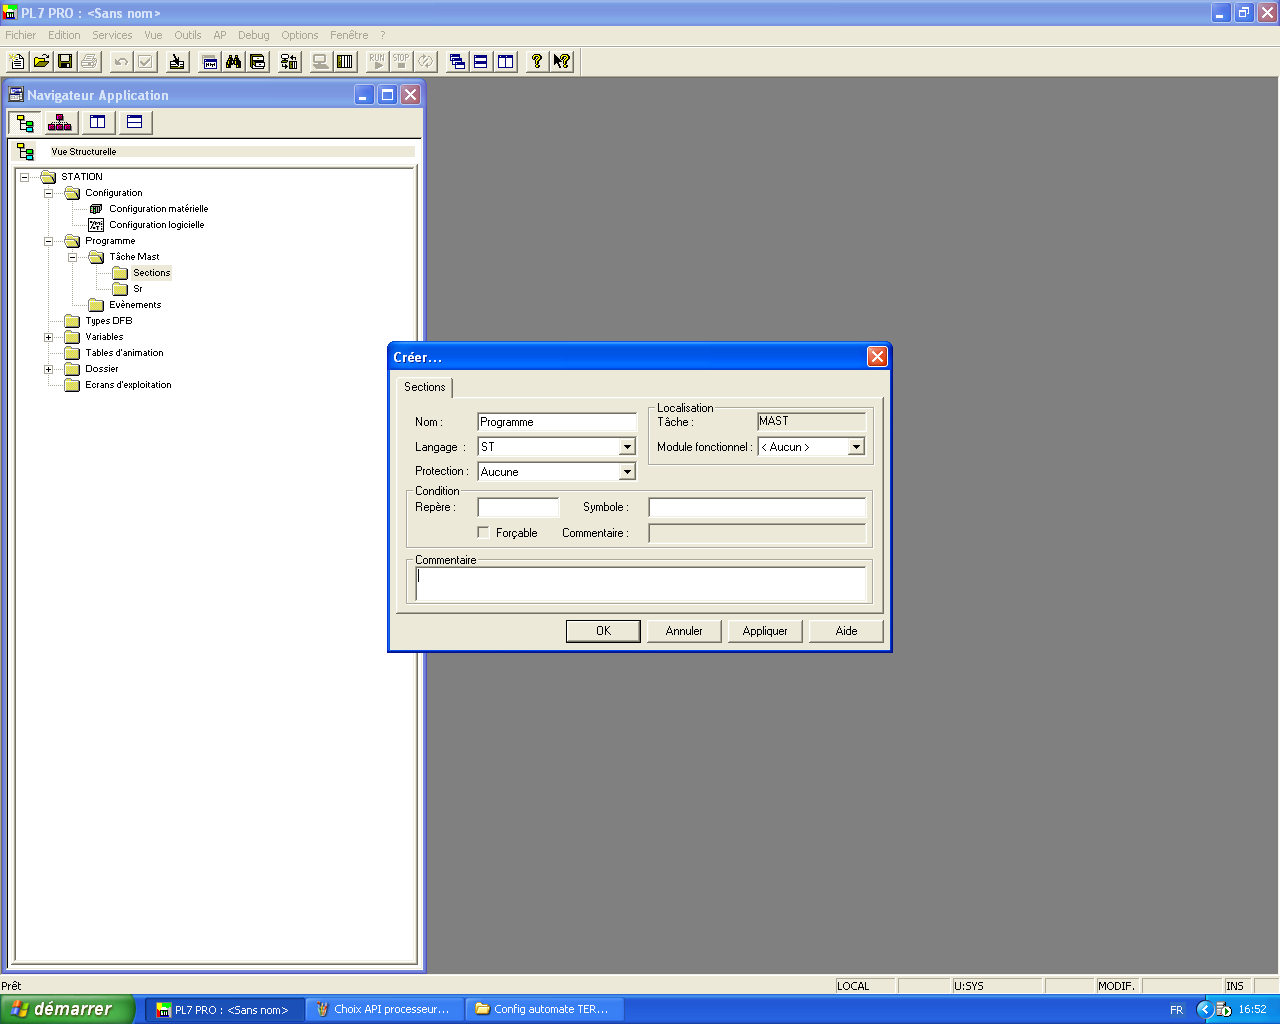 PL7 PRO : <Sans nom>
Fichier Edition Services Vue Outils AP Debug Options Fenêtre ?
RUN STOP
Navigateur Application
Vue Structurelle
STATION
Configuration
Configuration matérielle
Configuration logicielle
Programme
Tâche Mast
Sections
Sr
Evènements
Types DFB
Variables
Tables d'animation
Dossier
Ecrans d'exploitation
Créer...
Sections
Nom : Programme
Langage : ST
Protection : Aucune
Localisation
Tâche : MAST
Module fonctionnel : < Aucun >
Condition
Repère : Symbole :
Forçable Commentaire :
Commentaire
OK Annuler Appliquer Aide
Prêt LOCAL U:SYS MODIF. INS
démarrer PL7 PRO : <Sans nom> Choix API processeur... Config automate TER... FR 16:52